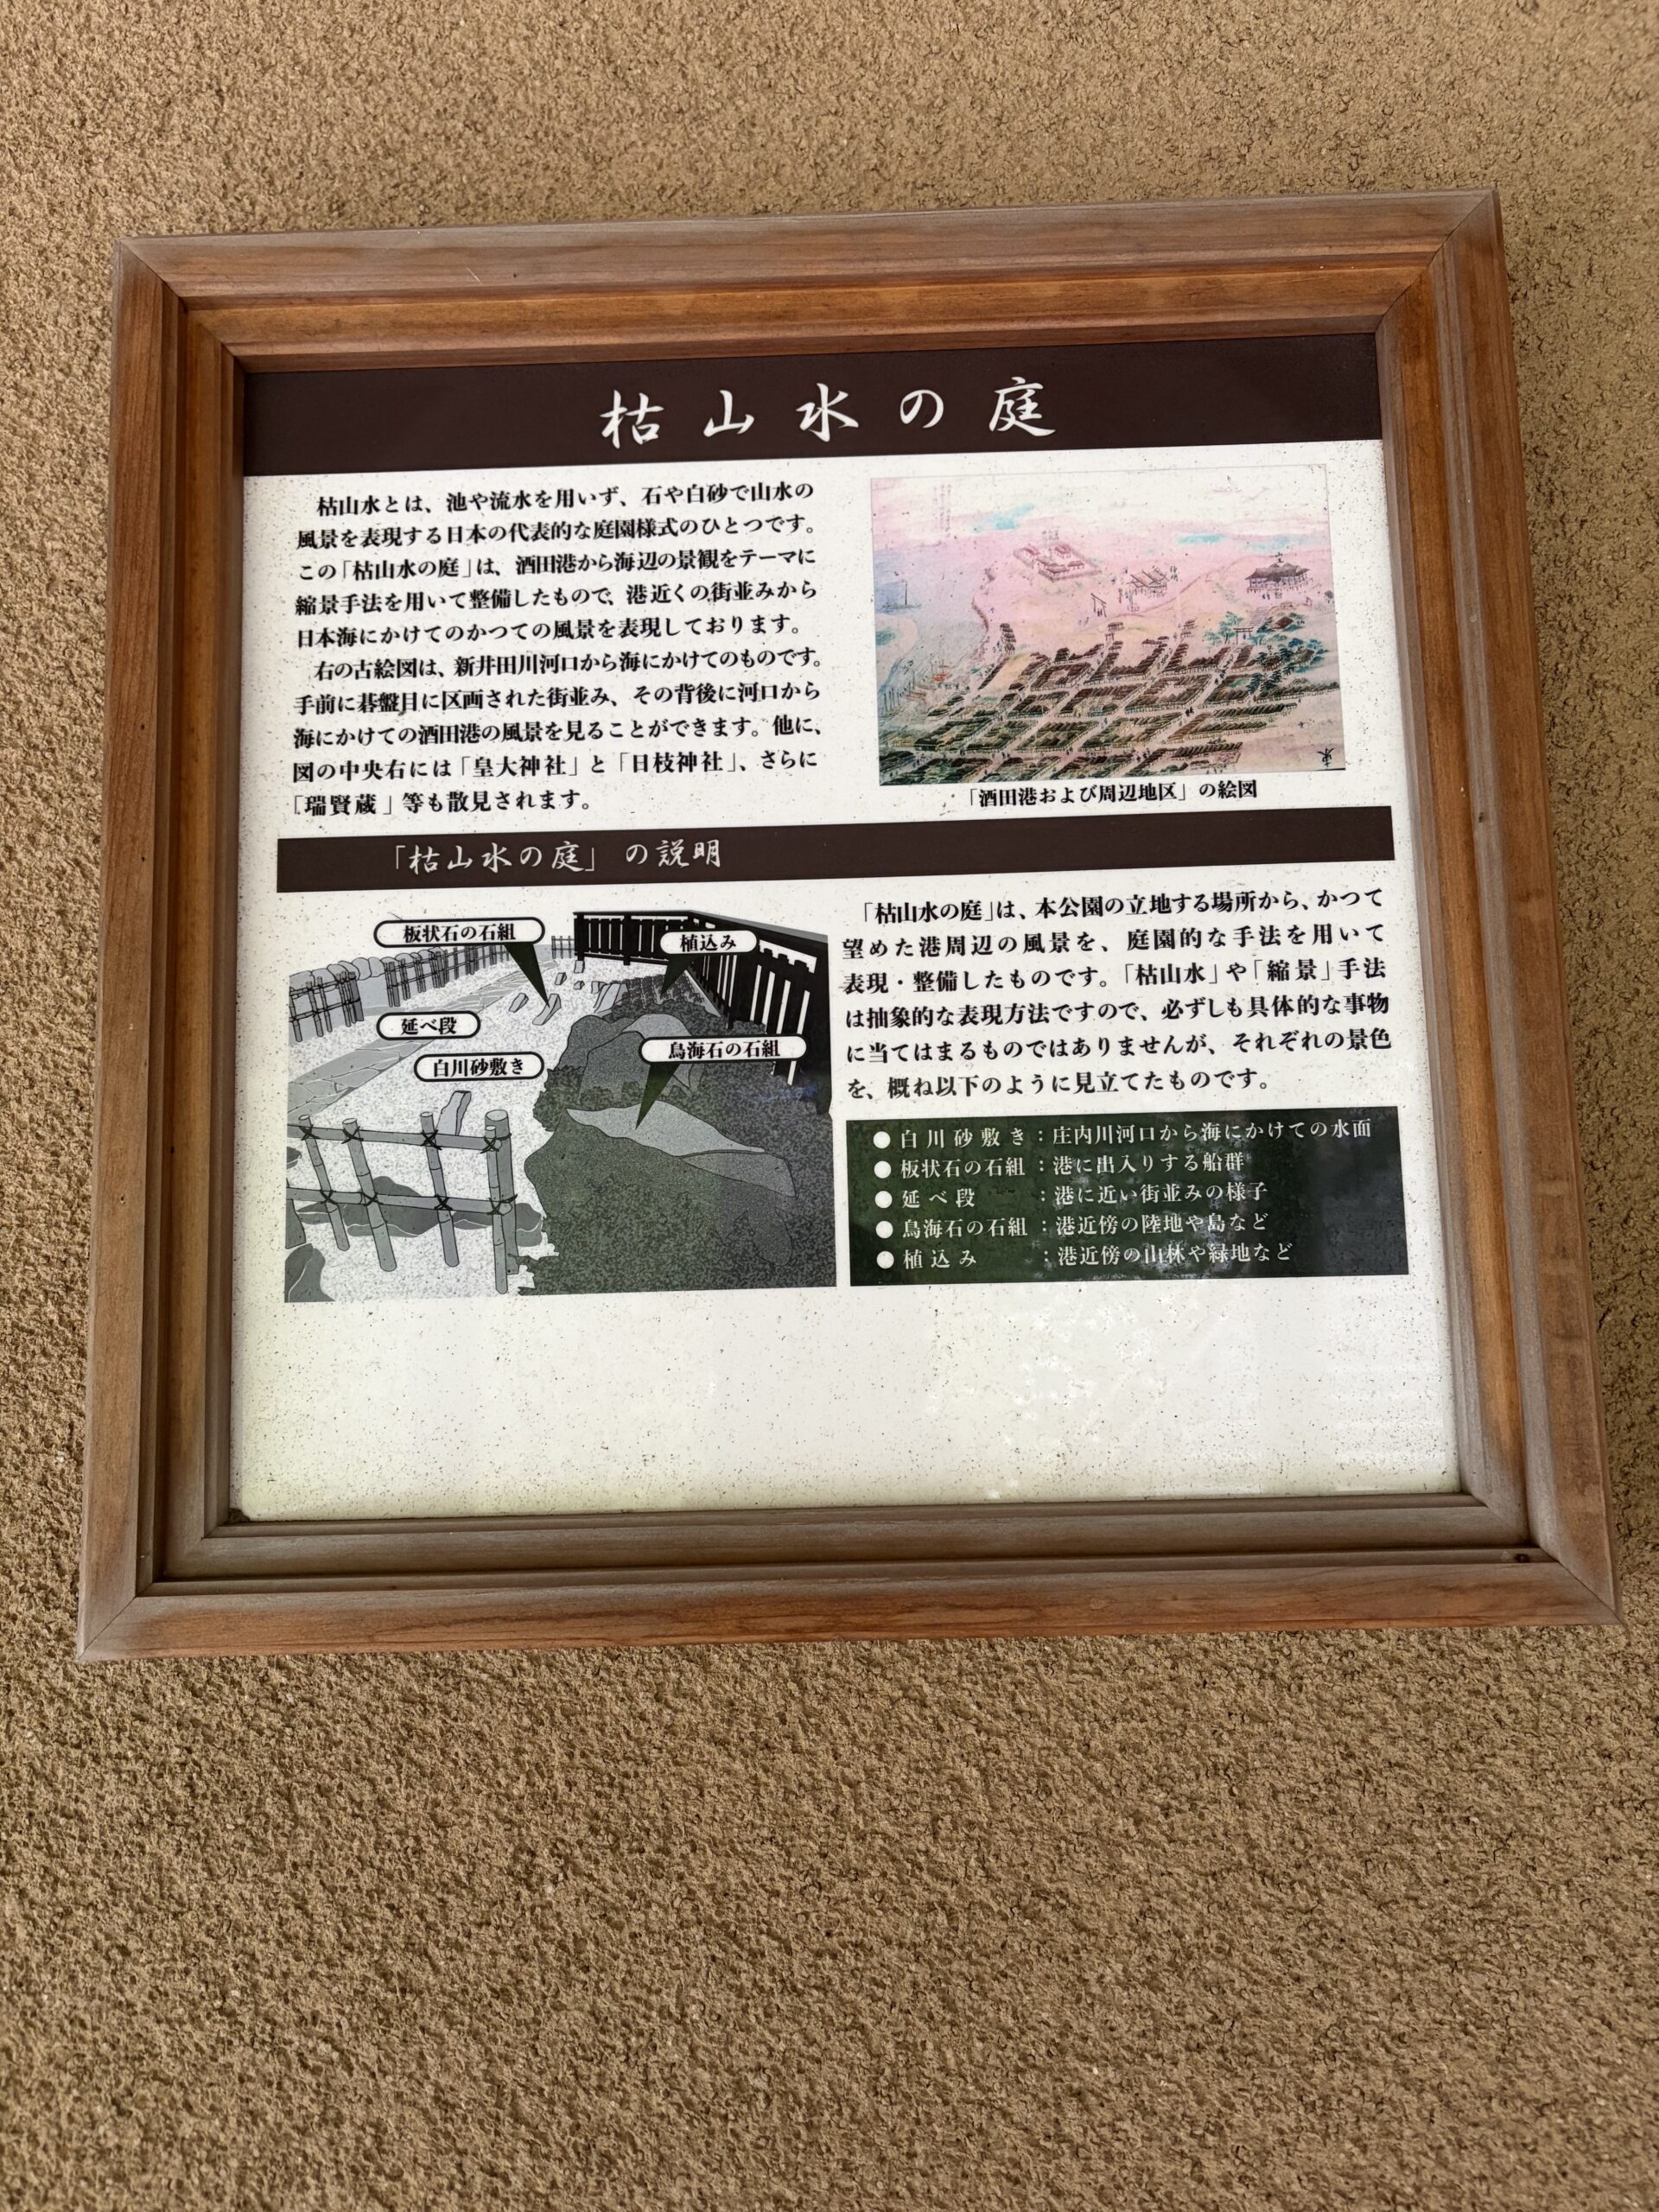 枯山水の庭
枯山水とは、池や流水を用いず、石や白砂で山水の
風景を表現する日本の代表的な庭園様式のひとつです。
この「枯山水の庭」は、酒田港から海辺の景観をテーマに
縮景手法を用いて整備したもので、港近くの街並みから
日本海にかけてのかつての風景を表現しております。
右の古絵図は、新井田川河口から海にかけてのものです。
手前に碁盤目に区画された街並み、その背後に河口から
海にかけての酒田港の風景を見ることができます。他に、
図の中央右には「皇大神社」と「日枝神社」、さらに
「瑞賢蔵」等も散見されます。
「酒田港および周辺地区」の絵図
「枯山水の庭」の説明
板状石の石組
植込み
延べ段
鳥海石の石組
白川砂敷き
「枯山水の庭」は、本公園の立地する場所から、かつて
望めた港周辺の風景を、庭園的な手法を用いて
表現・整備したものです。「枯山水」や「縮景」手法
は抽象的な表現方法ですので、必ずしも具体的な事物
に当てはまるものではありませんが、それぞれの景色
を、概ね以下のように見立てたものです。
●白川砂敷き：庄内川河口から海にかけての水面
●板状石の石組：港に出入りする船群
●延べ段：港に近い街並みの様子
●鳥海石の石組：港近傍の陸地や島など
●植込み：港近傍の山林や緑地など